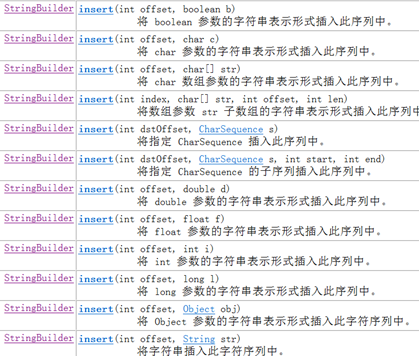 StringBuilder insert(int offset, boolean b)
将 boolean 参数的字符串表示形式插入此序列中。
StringBuilder insert(int offset, char c)
将 char 参数的字符串表示形式插入此序列中。
StringBuilder insert(int offset, char[] str)
将 char 数组参数的字符串表示形式插入此序列中。
StringBuilder insert(int index, char[] str, int offset, int len)
将数组参数 str 子数组的字符串表示形式插入此序列中。
StringBuilder insert(int dstOffset, CharSequence s)
将指定 CharSequence 插入此序列中。
StringBuilder insert(int dstOffset, CharSequence s, int start, int end)
将指定 CharSequence 的子序列插入此序列中。
StringBuilder insert(int offset, double d)
将 double 参数的字符串表示形式插入此序列中。
StringBuilder insert(int offset, float f)
将 float 参数的字符串表示形式插入此序列中。
StringBuilder insert(int offset, int i)
将 int 参数的字符串表示形式插入此序列中。
StringBuilder insert(int offset, long l)
将 long 参数的字符串表示形式插入此序列中。
StringBuilder insert(int offset, Object obj)
将 Object 参数的字符串表示形式插入此字符序列中。
StringBuilder insert(int offset, String str)
将字符串插入此字符序列中。